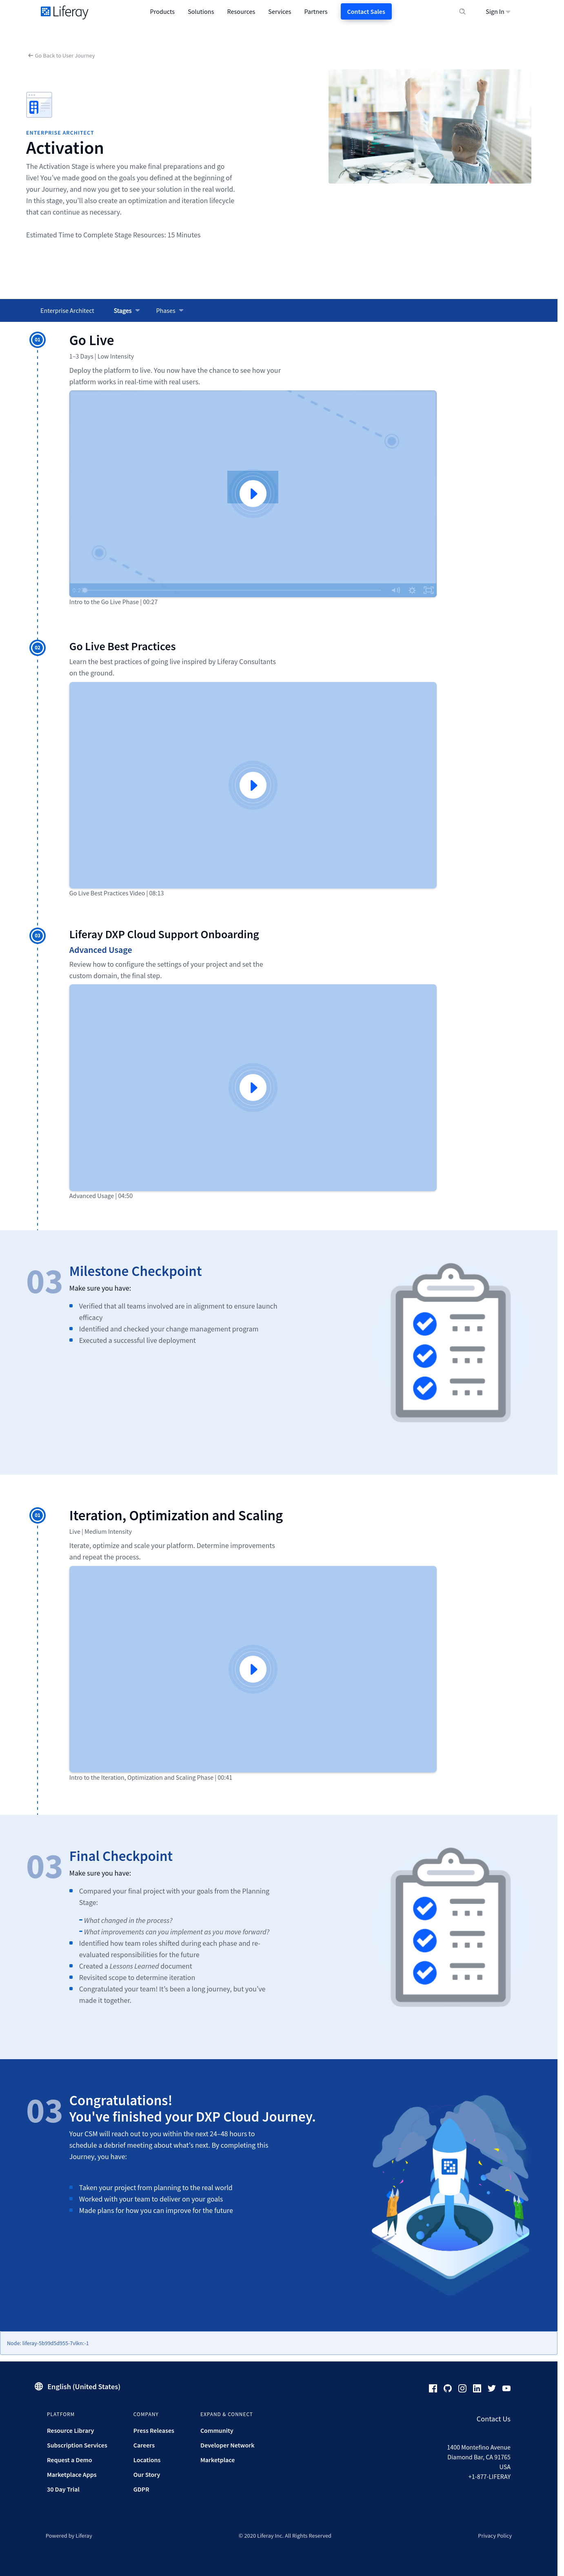 Liferay
Products
Solutions
Resources
Services
Partners
Contact Sales
Sign In
Go Back to User Journey
ENTERPRISE ARCHITECT
Activation
The Activation Stage is where you make final preparations and go
live! You've made good on the goals you defined at the beginning of
your Journey, and now you get to see your solution in the real world.
In this stage, you'll also create an optimization and iteration lifecycle
that can continue as necessary.
Estimated Time to Complete Stage Resources: 15 Minutes
Enterprise Architect
Stages
Phases
01
Go Live
1–3 Days | Low Intensity
Deploy the platform to live. You now have the chance to see how your
platform works in real-time with real users.
Intro to the Go Live Phase | 00:27
02
Go Live Best Practices
Learn the best practices of going live inspired by Liferay Consultants
on the ground.
Go Live Best Practices Video | 08:13
03
Liferay DXP Cloud Support Onboarding
Advanced Usage
Review how to configure the settings of your project and set the
custom domain, the final step.
Advanced Usage | 04:50
03
Milestone Checkpoint
Make sure you have:
Verified that all teams involved are in alignment to ensure launch
efficacy
Identified and checked your change management program
Executed a successful live deployment
01
Iteration, Optimization and Scaling
Live | Medium Intensity
Iterate, optimize and scale your platform. Determine improvements
and repeat the process.
Intro to the Iteration, Optimization and Scaling Phase | 00:41
03
Final Checkpoint
Make sure you have:
Compared your final project with your goals from the Planning
Stage:
- What changed in the process?
- What improvements can you implement as you move forward?
Identified how team roles shifted during each phase and re-
evaluated responsibilities for the future
Created a Lessons Learned document
Revisited scope to determine iteration
Congratulated your team! It's been a long journey, but you've
made it together.
03
Congratulations!
You've finished your DXP Cloud Journey.
Your CSM will reach out to you within the next 24–48 hours to
schedule a debrief meeting about what's next. By completing this
Journey, you have:
Taken your project from planning to the real world
Worked with your team to deliver on your goals
Made plans for how you can improve for the future
English (United States)
PLATFORM
Resource Library
Subscription Services
Request a Demo
Marketplace Apps
30 Day Trial
COMPANY
Press Releases
Careers
Locations
Our Story
GDPR
EXPAND & CONNECT
Community
Developer Network
Marketplace
Contact Us
1400 Montefino Avenue
Diamond Bar, CA 91765
USA
+1-877-LIFERAY
Powered by Liferay
© 2020 Liferay Inc. All Rights Reserved
Privacy Policy